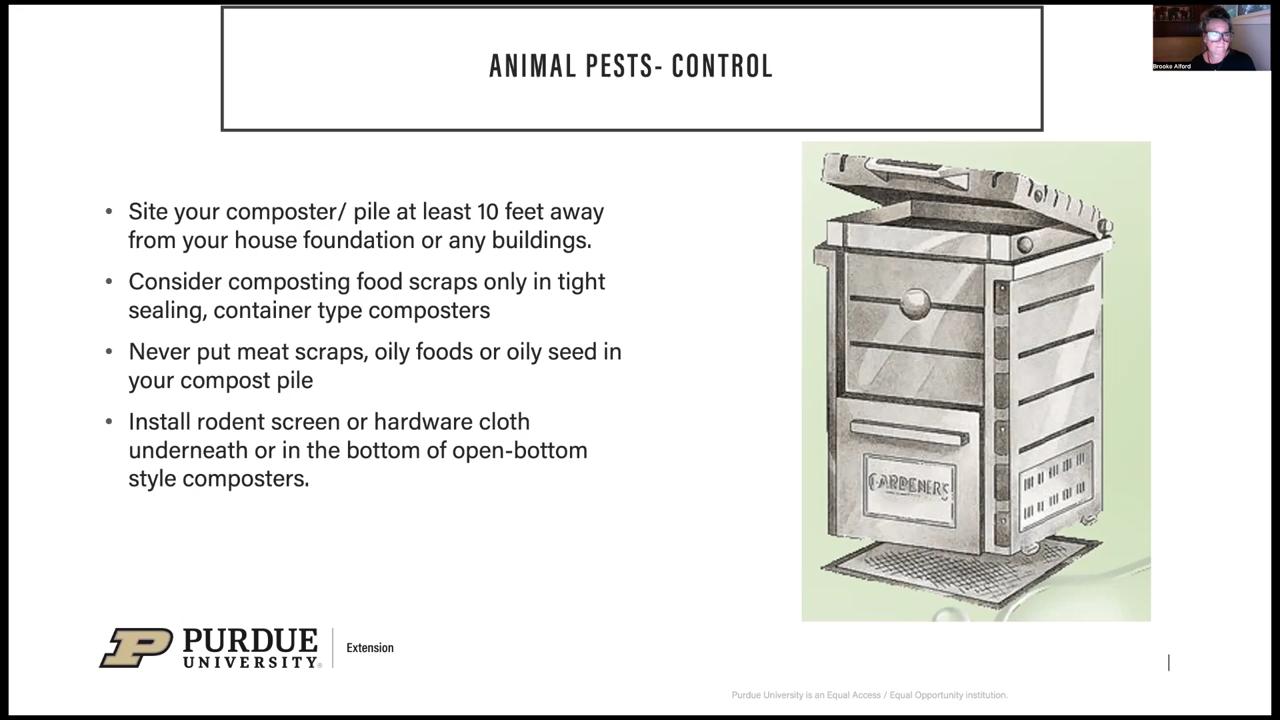 ANIMAL PESTS- CONTROL
Brooke Alford
• Site your composter/ pile at least 10 feet away
from your house foundation or any buildings.
• Consider composting food scraps only in tight
sealing, container type composters
• Never put meat scraps, oily foods or oily seed in
your compost pile
• Install rodent screen or hardware cloth
underneath or in the bottom of open-bottom
style composters.
GARDENER'S
P PURDUE
UNIVERSITY®
Extension
Purdue University is an Equal Access / Equal Opportunity institution.